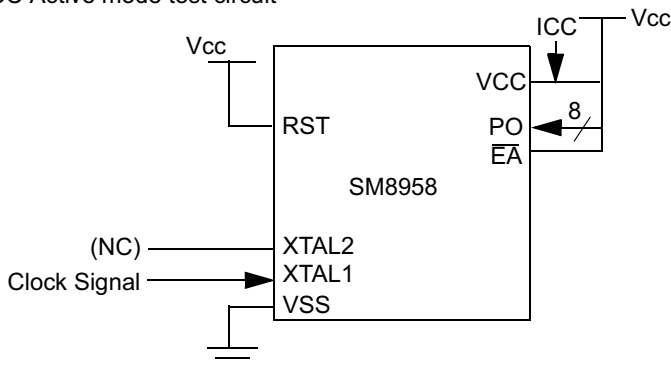 Active mode test circuit
ICC
Vcc
Vcc
VCC
8
RST
PO
EA
SM8958
(NC)
XTAL2
Clock Signal
XTAL1
VSS